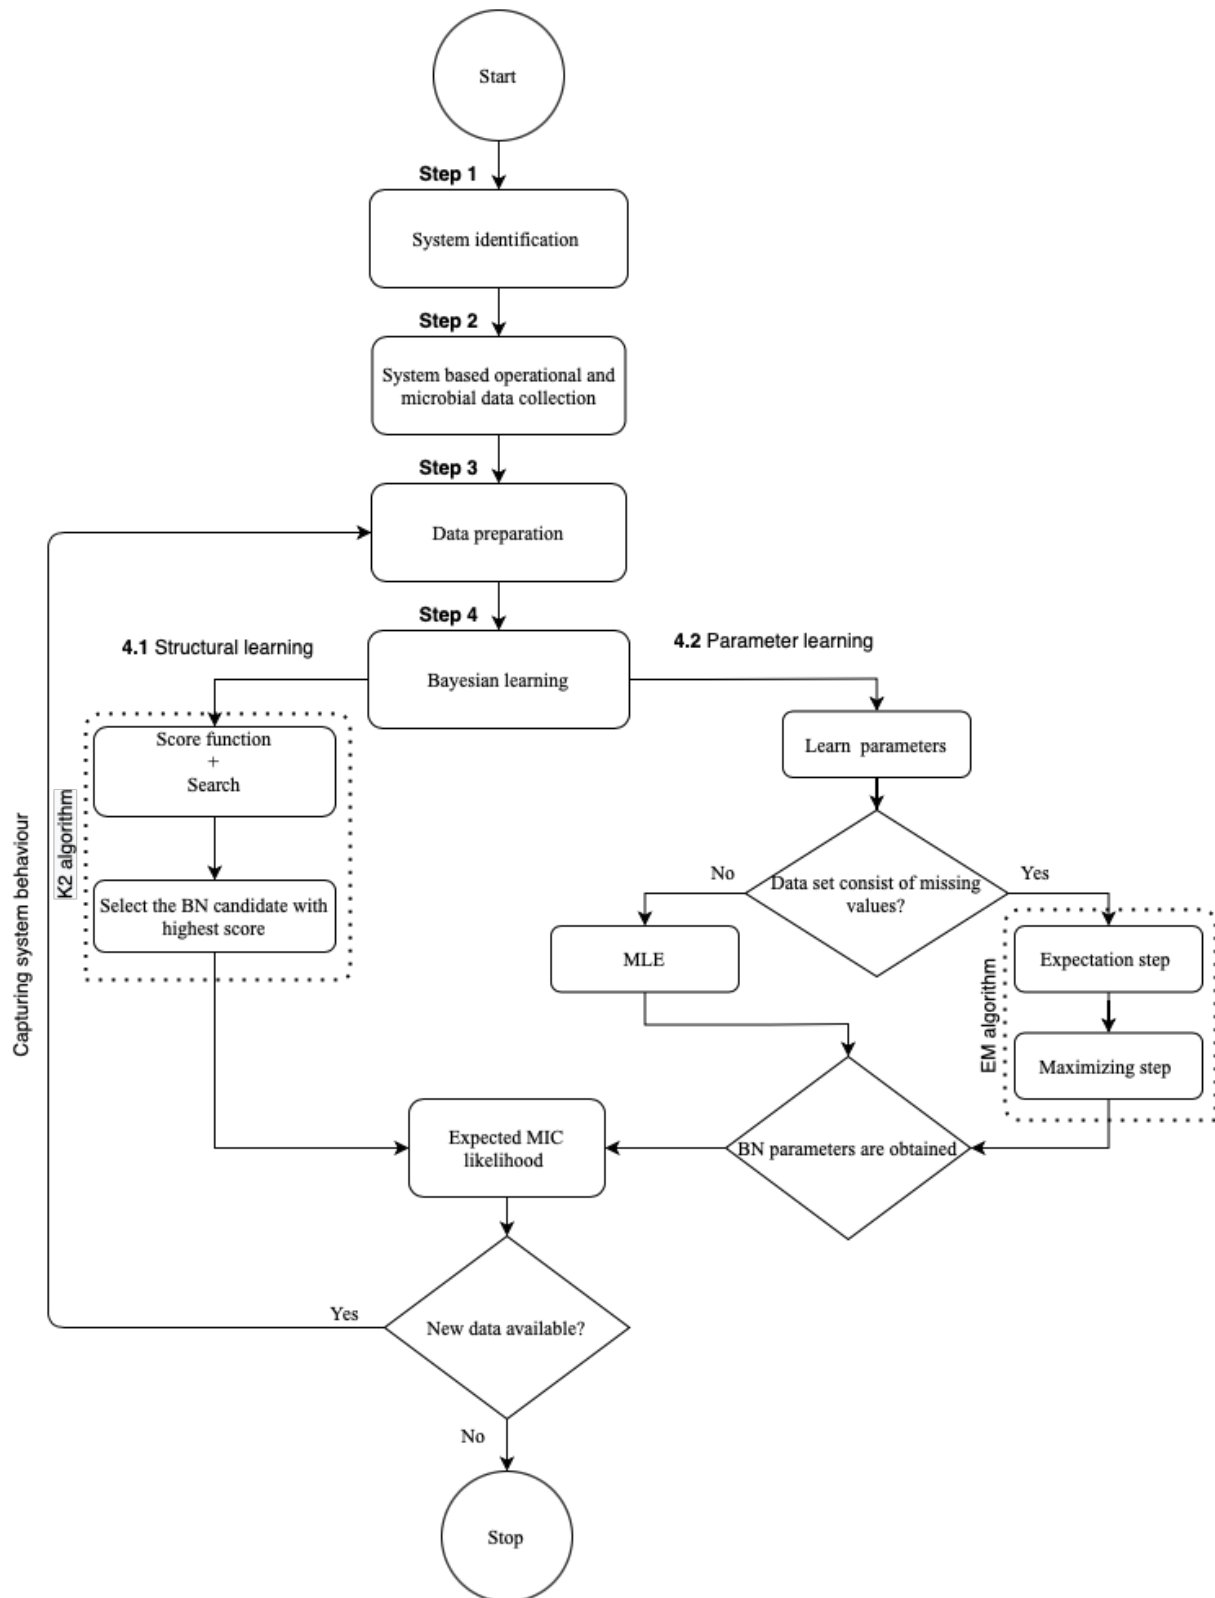 Start
Step 1
System identification
Step 2
System based operational and
microbial data collection
Step 3
Data preparation
Step 4
4.1 Structural learning
4.2 Parameter learning
Bayesian learning
Score function
+
Search
Learn parameters
K2 algorithm
Capturing system behaviour
No
Data set consist of missing
values?
Yes
Select the BN candidate with
highest score
MLE
Expectation step
EM algorithm
Maximizing step
Expected MIC
likelihood
BN parameters are obtained
Yes
New data available?
No
Stop